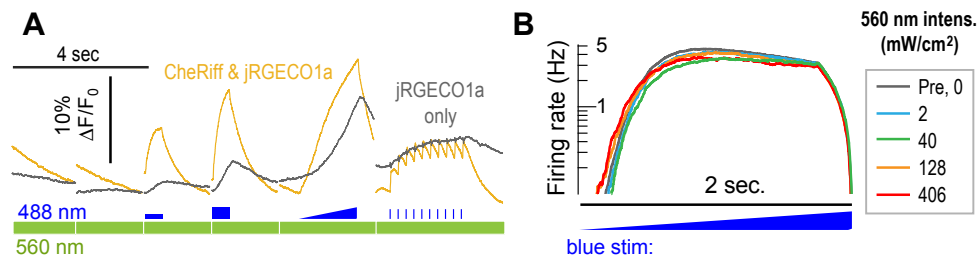 A
4 sec
10%
ΔF/F0
CheRiff & jRGECO1a
jRGECO1a
only
488 nm
560 nm
B
Firing rate (Hz)
5
1
2 sec.
blue stim:
560 nm intens.
(mW/cm²)
Pre, 0
2
40
128
406